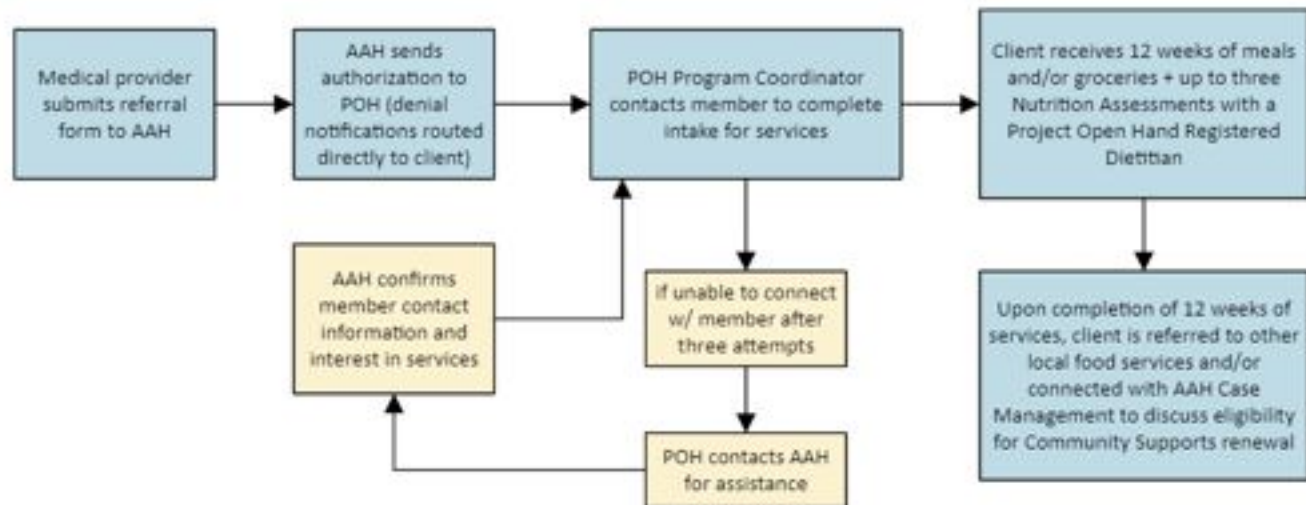 Medical provider
submits referral
form to AAH
AAH sends
authorization to
POH (denial
notifications routed
directly to client)
POH Program Coordinator
contacts member to complete
intake for services
Client receives 12 weeks of meals
and/or groceries + up to three
Nutrition Assessments with a
Project Open Hand Registered
Dietitian
AAH confirms
member contact
information and
interest in services
if unable to connect
w/ member after
three attempts
POH contacts AAH
for assistance
Upon completion of 12 weeks of
services, client is referred to other
local food services and/or
connected with AAH Case
Management to discuss eligibility
for Community Supports renewal